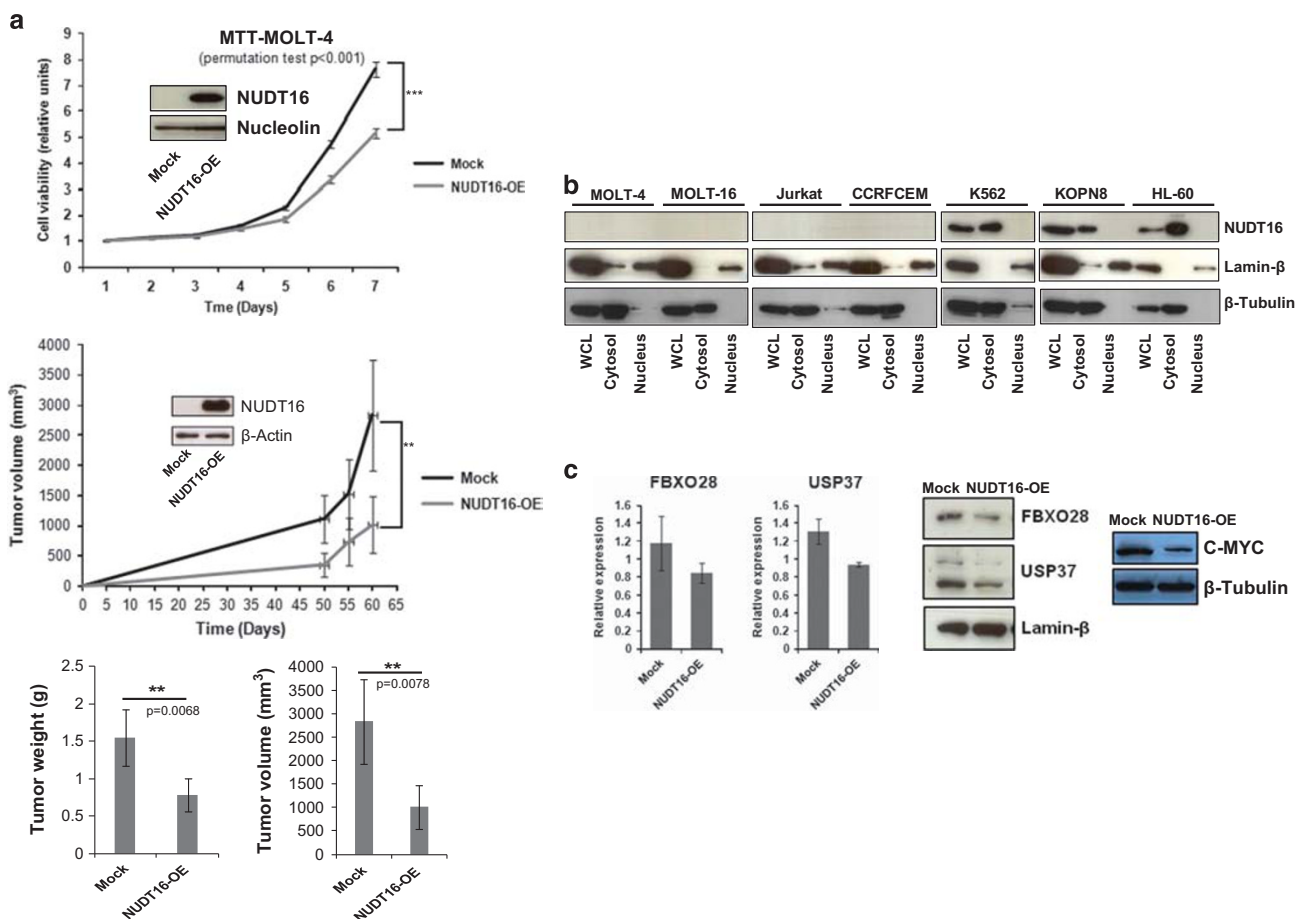 a
MTT-MOLT-4
(permutation test p<0.001)
Cell viability (relative units)
9
8
7
6
5
4
3
2
1
0
NUDT16
Nucleolin
Mock
NUDT16-OE
***
Mock
NUDT16-OE
1 2 3 4 5 6 7
Tme (Days)
Tumor volume (mm³)
4000
3500
3000
2500
2000
1500
1000
500
0
NUDT16
β-Actin
Mock
NUDT16-OE
**
Mock
NUDT16-OE
0 5 10 15 20 25 30 35 40 45 50 55 60 65
Time (Days)
Tumor weight (g)
2.5
2
1.5
1
0.5
0
**
p=0.0068
Mock
NUDT16-OE
Tumor volume (mm³)
4000
3500
3000
2500
2000
1500
1000
500
0
**
p=0.0078
Mock
NUDT16-OE
b
MOLT-4 MOLT-16 Jurkat CCRFCEM K562 KOPN8 HL-60
NUDT16
Lamin-β
β-Tubulin
WCL Cytosol Nucleus WCL Cytosol Nucleus WCL Cytosol Nucleus WCL Cytosol Nucleus WCL Cytosol Nucleus WCL Cytosol Nucleus WCL Cytosol Nucleus
c
FBXO28
Relative expression
1.6
1.4
1.2
1
0.8
0.6
0.4
0.2
0
Mock
NUDT16-OE
USP37
Relative expression
1.6
1.4
1.2
1
0.8
0.6
0.4
0.2
0
Mock
NUDT16-OE
Mock NUDT16-OE
FBXO28
USP37
Lamin-β
Mock NUDT16-OE
C-MYC
β-Tubulin